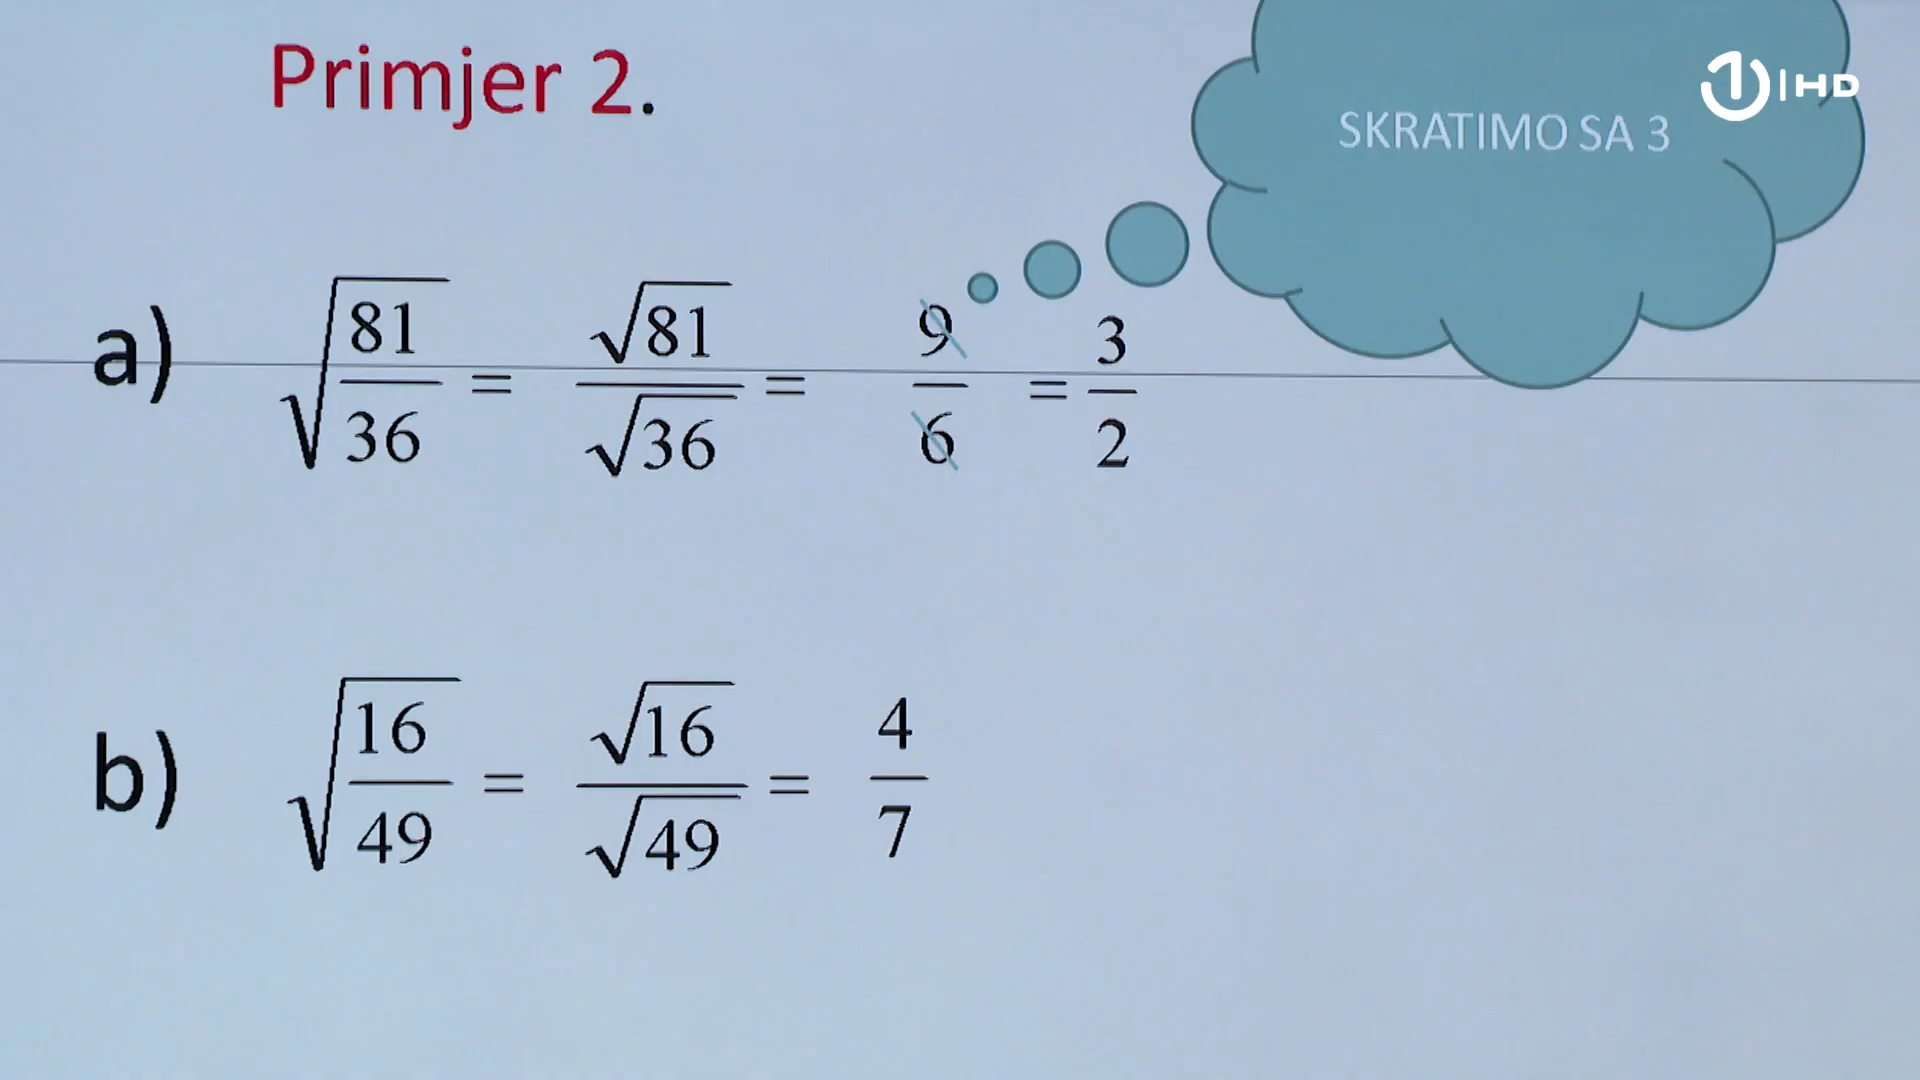 Primjer 2.
SKRATIMO SA 3
1 HD
a) √(81/36) = √81/√36 = 9/6 = 3/2
b) √(16/49) = √16/√49 = 4/7